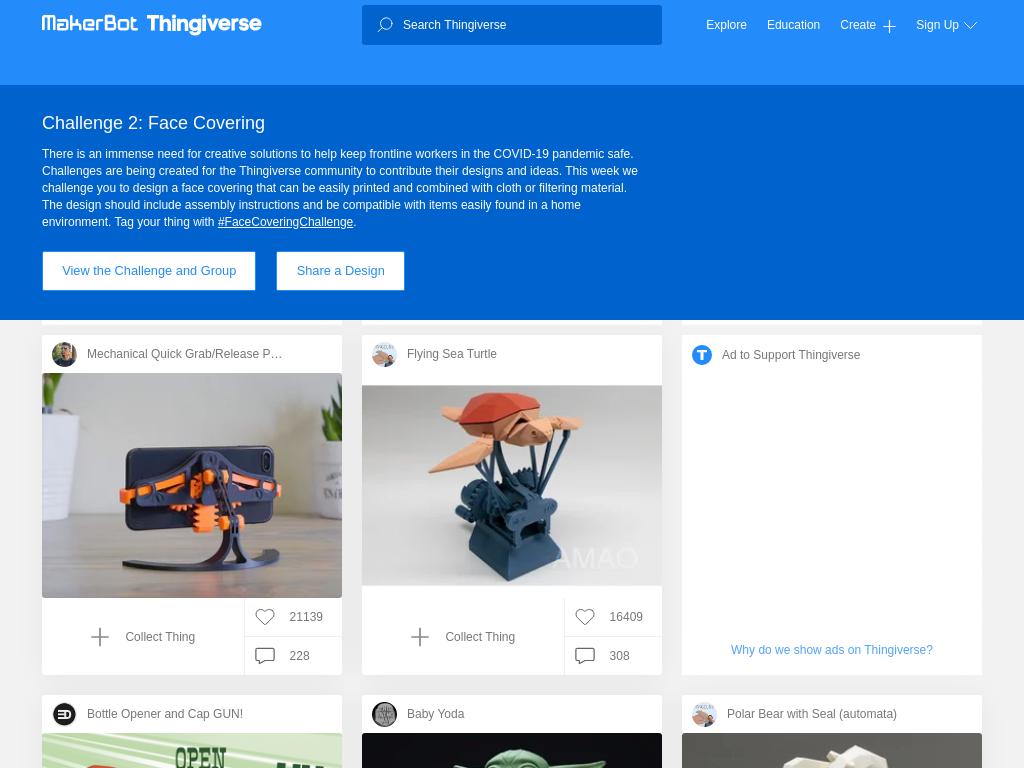 MakerBot Thingiverse
Search Thingiverse
Explore
Education
Create
Sign Up
Challenge 2: Face Covering
There is an immense need for creative solutions to help keep frontline workers in the COVID-19 pandemic safe.
Challenges are being created for the Thingiverse community to contribute their designs and ideas. This week we
challenge you to design a face covering that can be easily printed and combined with cloth or filtering material.
The design should include assembly instructions and be compatible with items easily found in a home
environment. Tag your thing with #FaceCoveringChallenge.
View the Challenge and Group
Share a Design
Mechanical Quick Grab/Release P…
Collect Thing
21139
228
Flying Sea Turtle
AMAO
Collect Thing
16409
308
Ad to Support Thingiverse
Why do we show ads on Thingiverse?
Bottle Opener and Cap GUN!
OPEN
Baby Yoda
Polar Bear with Seal (automata)